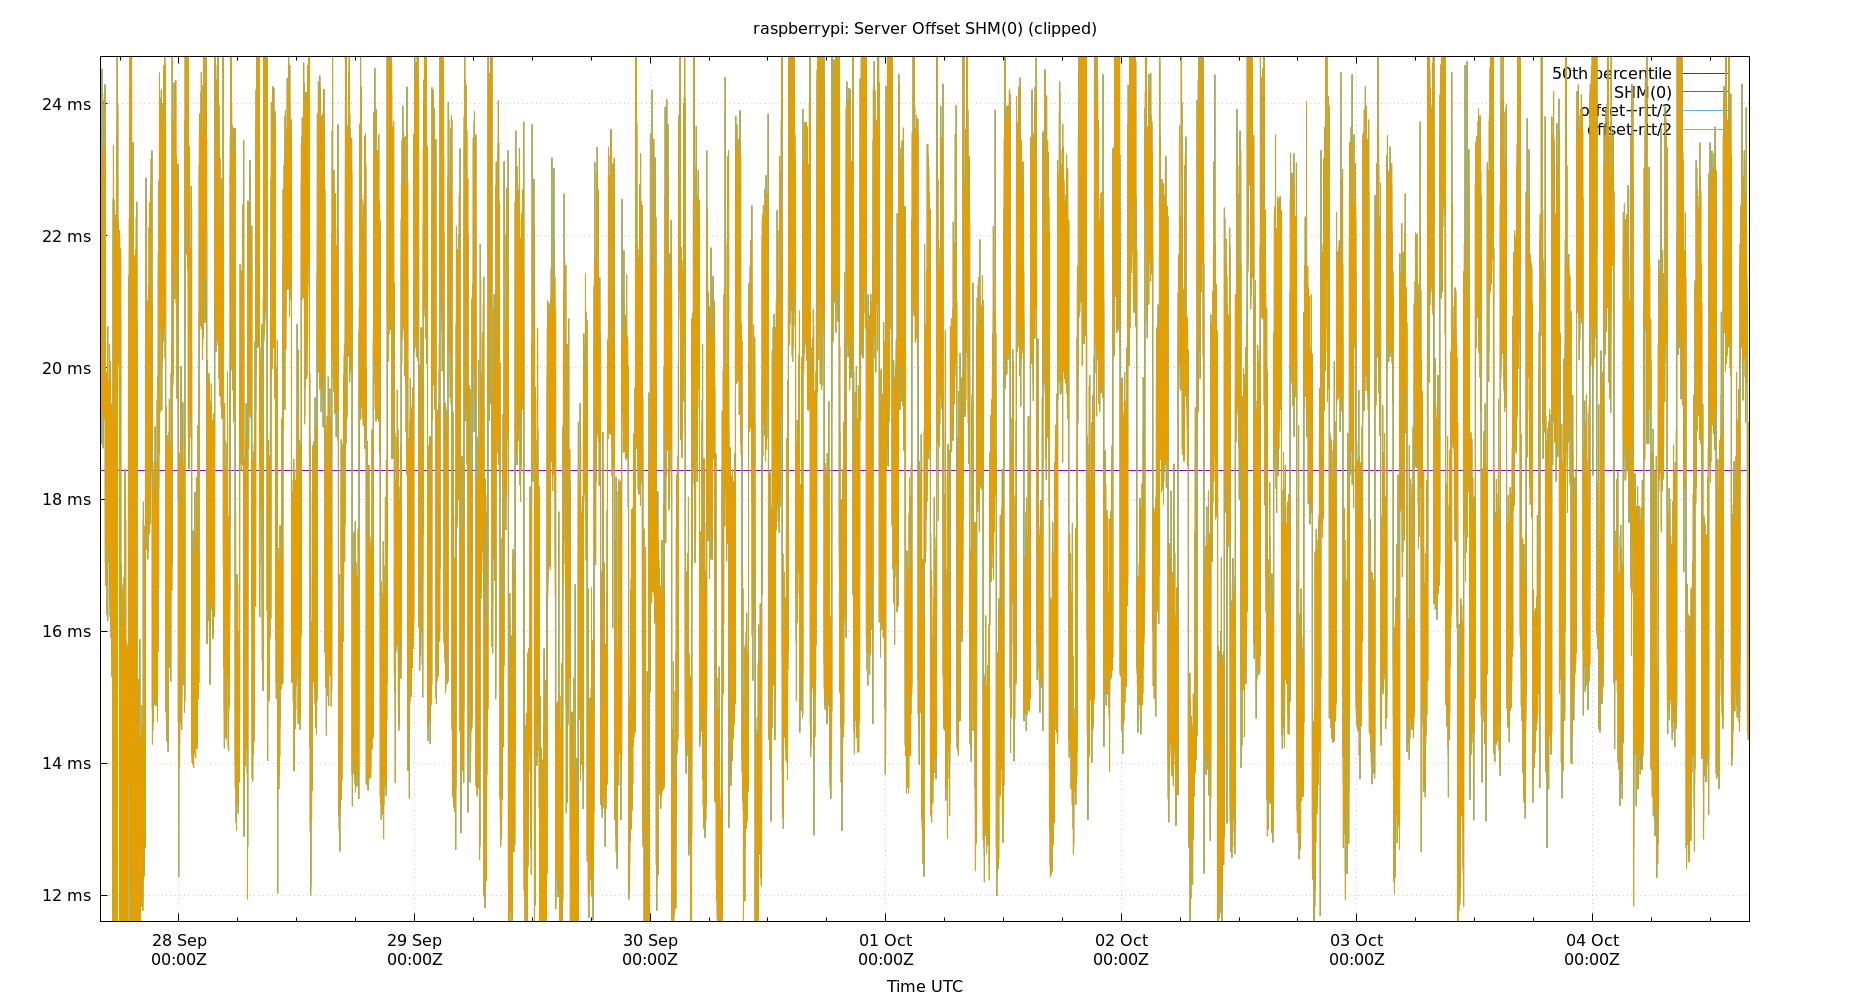 raspberrypi: Server Offset SHM(0) (clipped)
50th percentile
SHM(0)
offset+rtt/2
offset-rtt/2
24 ms
22 ms
20 ms
18 ms
16 ms
14 ms
12 ms
28 Sep 29 Sep 30 Sep 01 Oct 02 Oct 03 Oct 04 Oct
00:00Z 00:00Z 00:00Z 00:00Z 00:00Z 00:00Z 00:00Z
Time UTC